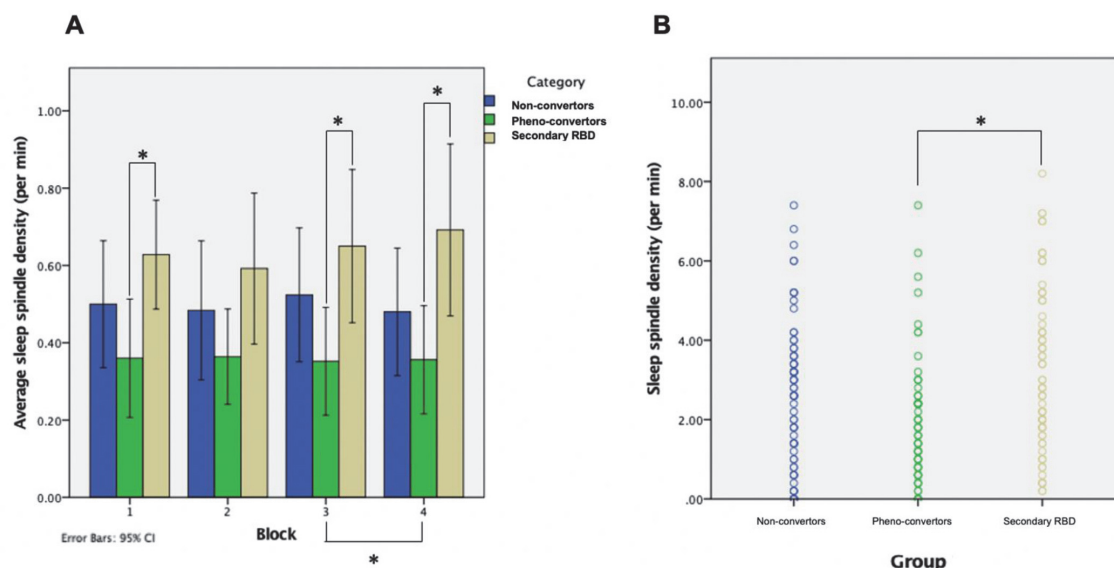 A
Average sleep spindle density (per min)
1.00
0.80
0.60
0.40
0.20
0.00
*
*
*
Category
Non-convertors
Pheno-convertors
Secondary RBD
1
2
3
4
Block
Error Bars: 95% CI
*
B
Sleep spindle density (per min)
10.00
8.00
6.00
4.00
2.00
.00
*
Non-convertors
Pheno-convertors
Secondary RBD
Group